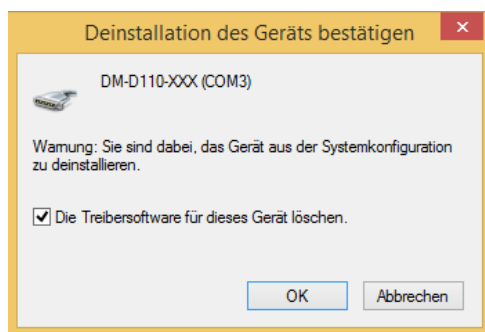 Deinstallation des Geräts bestätigen
DM-D110-XXX (COM3)
Warnung: Sie sind dabei, das Gerät aus der Systemkonfiguration
zu deinstallieren.
Die Treibersoftware für dieses Gerät löschen.
OK
Abbrechen